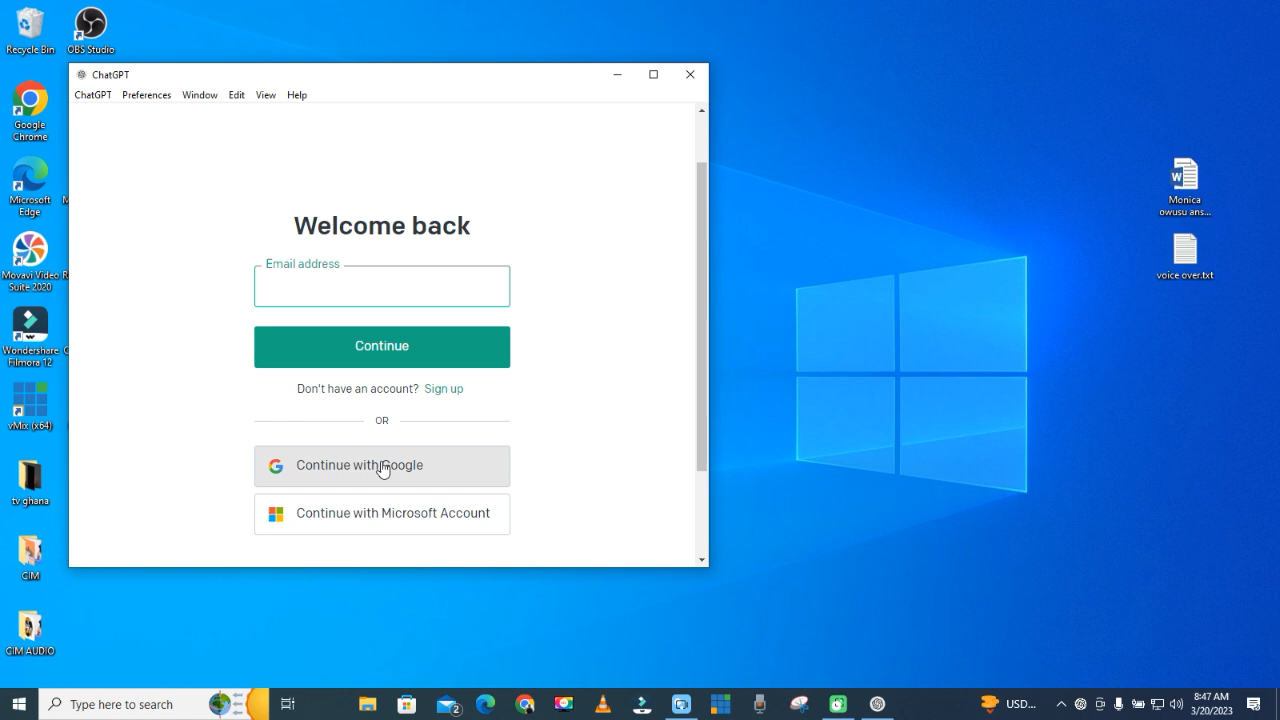 Recycle Bin
OBS Studio
Google
Chrome
Microsoft
Edge
Movavi Video
Suite 2020
Wondershare
Filmora 12
vMix (x64)
tv ghana
CIM
CIM AUDIO
ChatGPT
ChatGPT Preferences Window Edit View Help
Welcome back
Email address
Continue
Don't have an account? Sign up
OR
Continue with Google
Continue with Microsoft Account
Monica
owusu ans...
voice over.txt
Type here to search
2
USD...
8:47 AM
3/20/2023